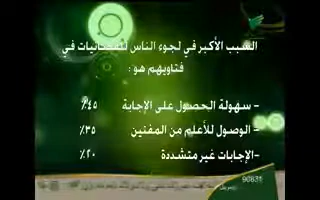 السبب الأكبر في لجوء الناس للفضائيات في
فتاويهم هو :
- سهولة الحصول على الإجابة ٤٥٪
- الوصول للأعلم من المفتين ٣٥٪
-الإجابات غير متشددة ٢٠٪
90831